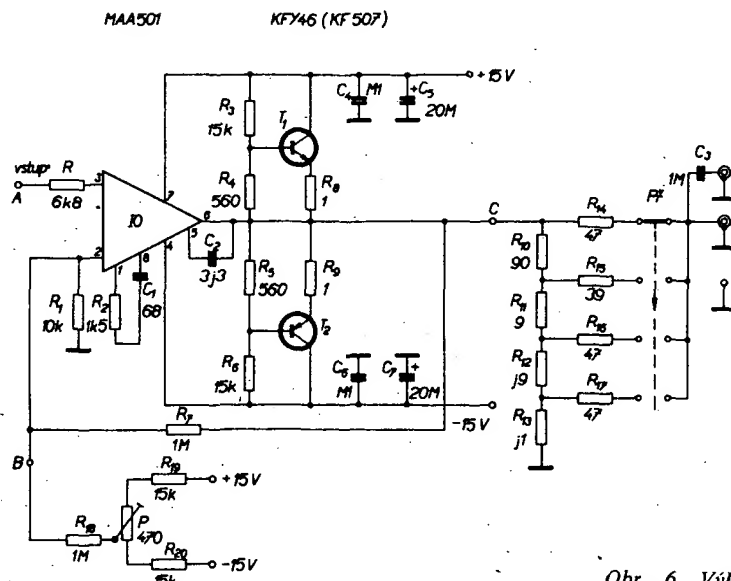 MAA501 KFY46 (KF507)
+15V
C4 M1
+ C5 20M
R3 15k
T1
vstup
R
A
6k8
3
7
IO
R4 560
R8 1
C3
1M
6
C
R14 47
Př
2
4
5
C2 3j3
R10 90
1
8
R5 560
R9 1
R15 39
R1 10k
R2 1k5
C1 68
R11 9
T2
R16 47
R6 15k
C6 M1
C7 + 20M
R12 j9
R17 47
−15V
R7 1M
R13 j1
B
R19 15k
+15V
R18 1M
P 470
R20 15k
−15V
Obr. 6. Výk